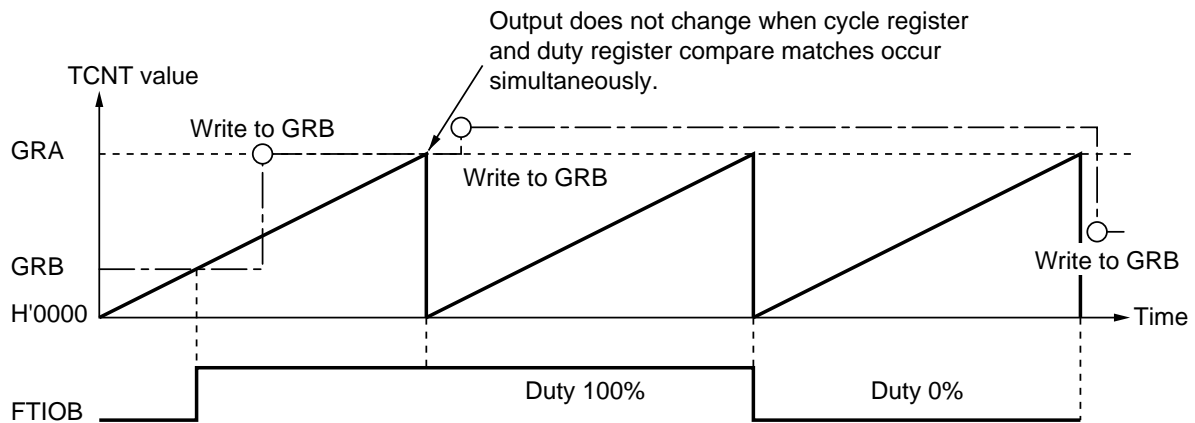 Output does not change when cycle register
and duty register compare matches occur
simultaneously.
TCNT value
Write to GRB
GRA
Write to GRB
GRB
Write to GRB
H'0000
Time
Duty 100%
Duty 0%
FTIOB